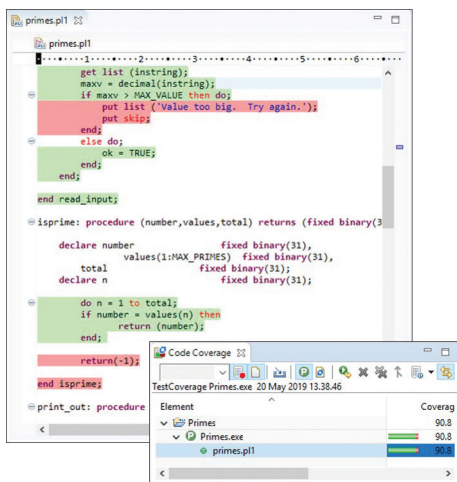 primes.pl1
primes.pl1
----+----1----+----2----+----3----+----4----+----5----+----6----+---
get list (instring);
maxv = decimal(instring);
if maxv > MAX_VALUE then do;
put list ('Value too big.  Try again.');
put skip;
end;
else do;
ok = TRUE;
end;
end;
end read_input;
isprime: procedure (number,values,total) returns (fixed binary(3
declare number fixed binary(31),
values(1:MAX_PRIMES) fixed binary(31),
total fixed binary(31);
declare n fixed binary(31);
do n = 1 to total;
if number = values(n) then
return (number);
end;
return(-1);
end isprime;
print_out: procedure
Code Coverage
TestCoverage Primes.exe 20 May 2019 13.38.46
Element Coverag
Primes 90.8
Primes.exe 90.8
primes.pl1 90.8